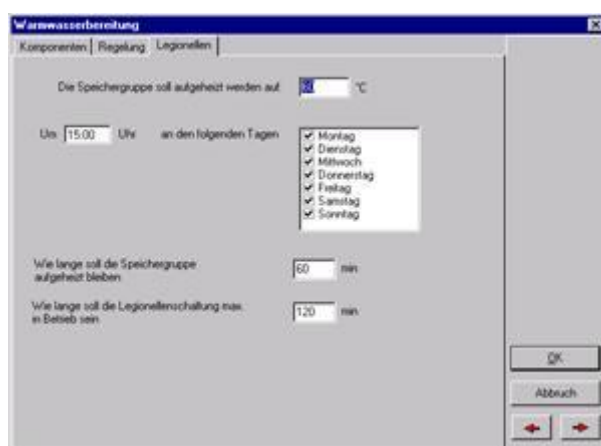 Warmwasserbereitung
Komponenten Regelung Legionellen
Die Speichergruppe soll aufgeheizt werden auf 60 °C
Um 15:00 Uhr an den folgenden Tagen
Montag
Dienstag
Mittwoch
Donnerstag
Freitag
Samstag
Sonntag
Wie lange soll die Speichergruppe
aufgeheizt bleiben 60 min
Wie lange soll die Legionellenschaltung max.
in Betrieb sein 120 min
OK
Abbruch